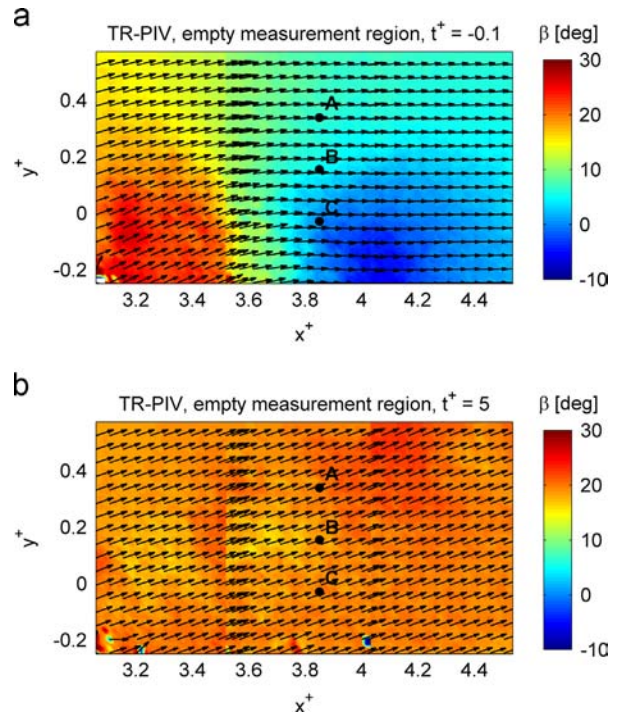 a
TR-PIV, empty measurement region, t+ = -0.1
β [deg]
30
20
10
0
-10
0.4
0.2
0
-0.2
y+
A
B
C
3.2 3.4 3.6 3.8 4 4.2 4.4
x+
b
TR-PIV, empty measurement region, t+ = 5
β [deg]
30
20
10
0
-10
0.4
0.2
0
-0.2
y+
A
B
C
3.2 3.4 3.6 3.8 4 4.2 4.4
x+